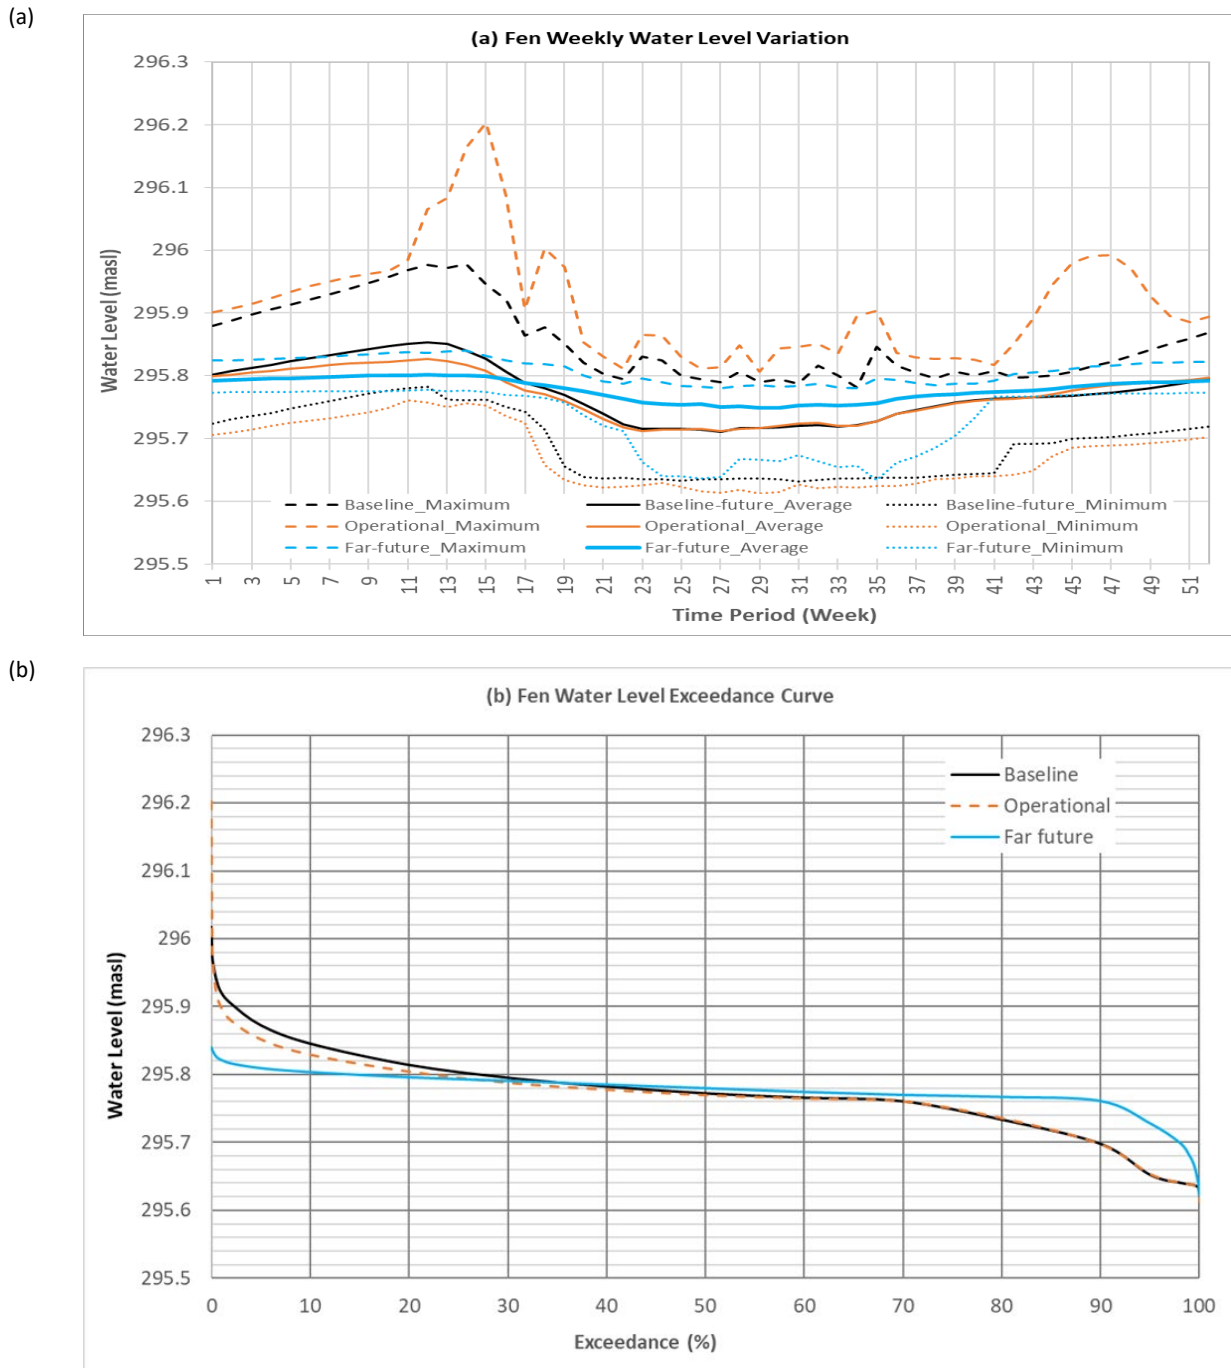 (a)
(a) Fen Weekly Water Level Variation
296.3
296.2
296.1
296
295.9
295.8
295.7
295.6
295.5
Water Level (masl)
Baseline_Maximum Baseline-future_Average Baseline-future_Minimum
Operational_Maximum Operational_Average Operational_Minimum
Far-future_Maximum Far-future_Average Far-future_Minimum
1 3 5 7 9 11 13 15 17 19 21 23 25 27 29 31 33 35 37 39 41 43 45 47 49 51
Time Period (Week)
(b)
(b) Fen Water Level Exceedance Curve
296.3
296.2
296.1
296
295.9
295.8
295.7
295.6
295.5
Water Level (masl)
Baseline
Operational
Far future
0 10 20 30 40 50 60 70 80 90 100
Exceedance (%)